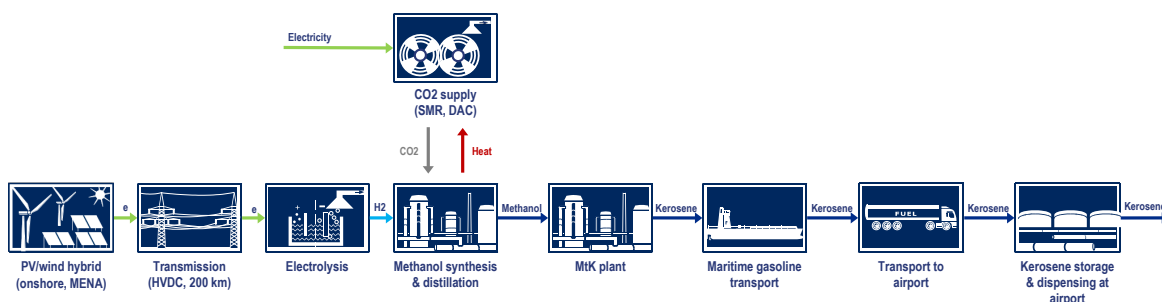 Electricity
CO2 supply
(SMR, DAC)
CO2
Heat
e
e
H2
Methanol
Kerosene
Kerosene
Kerosene
Kerosene
FUEL
PV/wind hybrid
(onshore, MENA)
Transmission
(HVDC, 200 km)
Electrolysis
Methanol synthesis
& distillation
MtK plant
Maritime gasoline
transport
Transport to
airport
Kerosene storage
& dispensing at
airport